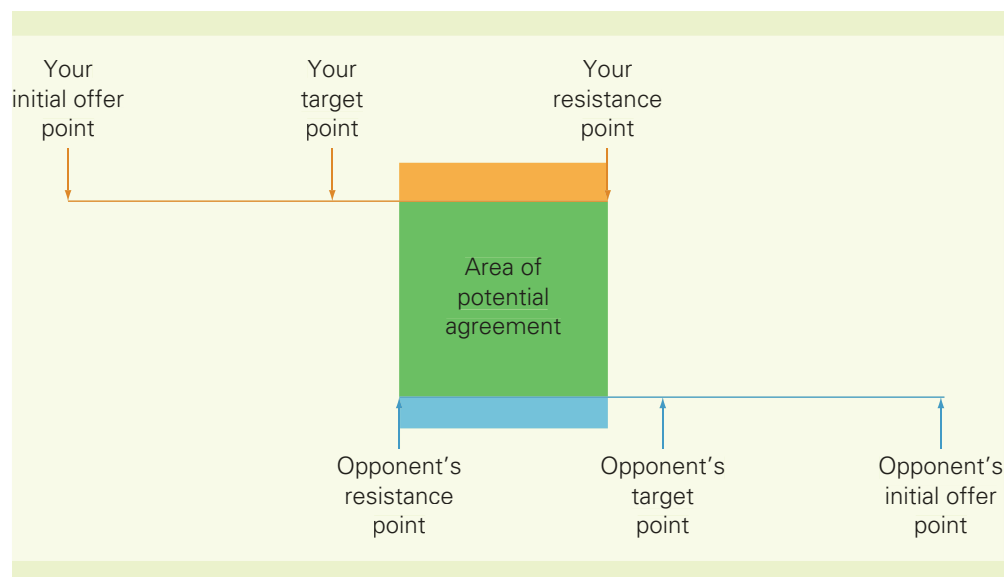 Your
initial offer
point
Your
target
point
Your
resistance
point
Area of
potential
agreement
Opponent's
resistance
point
Opponent's
target
point
Opponent's
initial offer
point